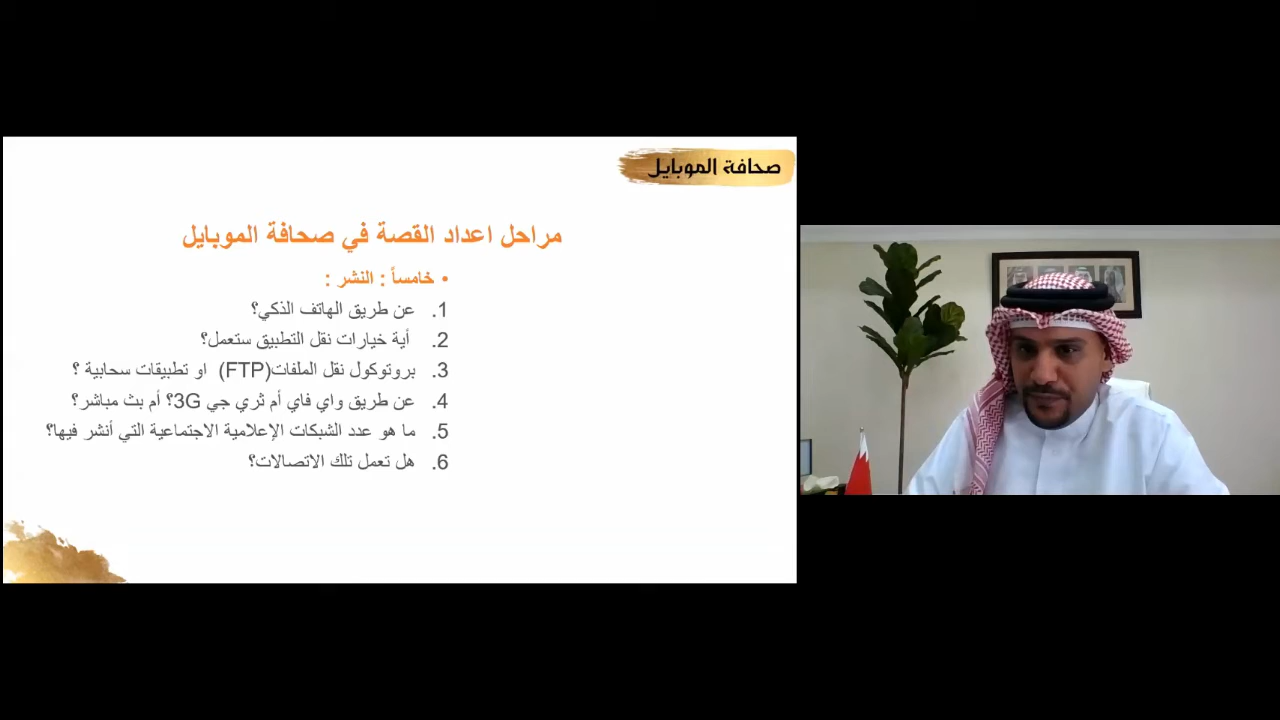 صحافة الموبايل
مراحل اعداد القصة في صحافة الموبايل
• خامساً : النشر :
1. عن طريق الهاتف الذكي؟
2. أية خيارات نقل التطبيق ستعمل؟
3. بروتوكول نقل الملفات(FTP) او تطبيقات سحابية ؟
4. عن طريق واي فاي أم ثري جي 3G؟ أم بث مباشر؟
5. ما هو عدد الشبكات الإعلامية الاجتماعية التي أنشر فيها؟
6. هل تعمل تلك الاتصالات؟